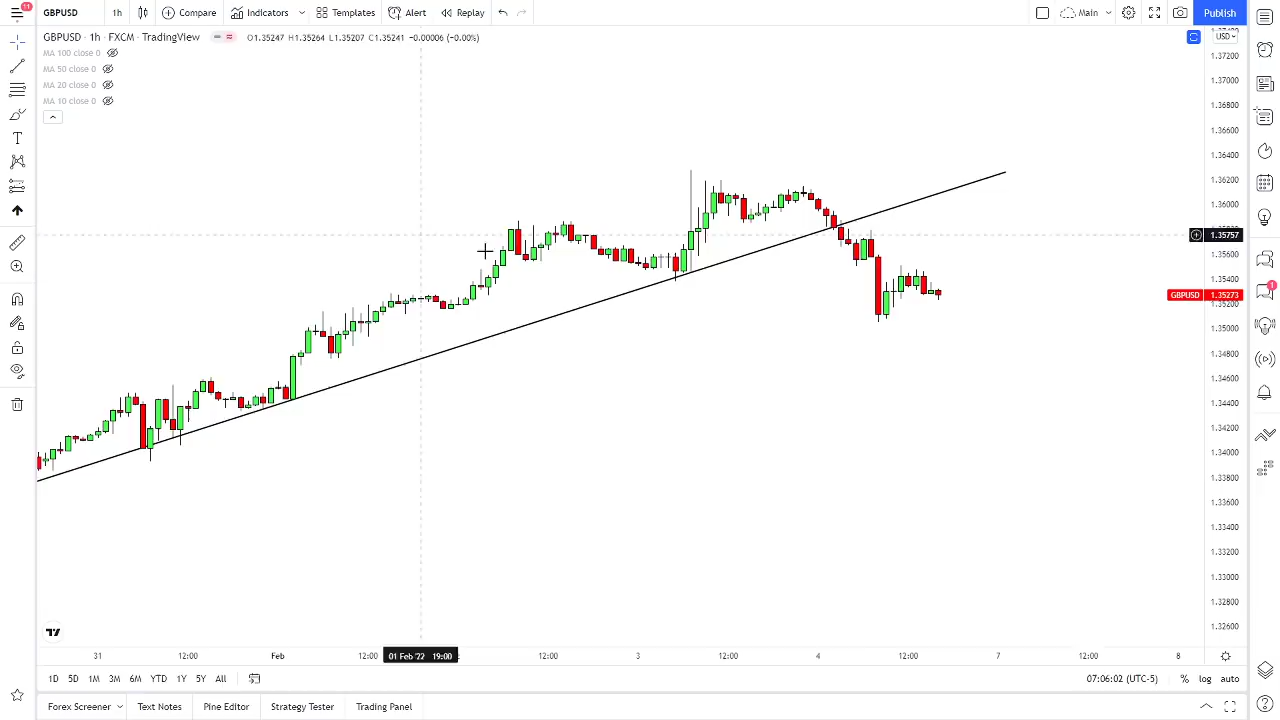 11
GBPUSD 1h Compare Indicators Templates Alert Replay Main Publish
GBPUSD · 1h · FXCM · TradingView O1.35247 H1.35264 L1.35207 C1.35241 −0.00006 (−0.00%)
USD
MA 100 close 0
MA 50 close 0
MA 20 close 0
MA 10 close 0
1.37200
1.37000
1.36800
1.36600
1.36400
1.36200
1.36000
1.35757
1.35600
1.35400
GBPUSD 1.35273
1.35200
1.35000
1.34800
1.34600
1.34400
1.34200
1.34000
1.33800
1.33600
1.33400
1.33200
1.33000
1.32800
1.32600
1
31 12:00 Feb 12:00 01 Feb '22 19:00 12:00 3 12:00 4 12:00 7 12:00 8
1D 5D 1M 3M 6M YTD 1Y 5Y All 07:06:02 (UTC-5) % log auto
Forex Screener Text Notes Pine Editor Strategy Tester Trading Panel